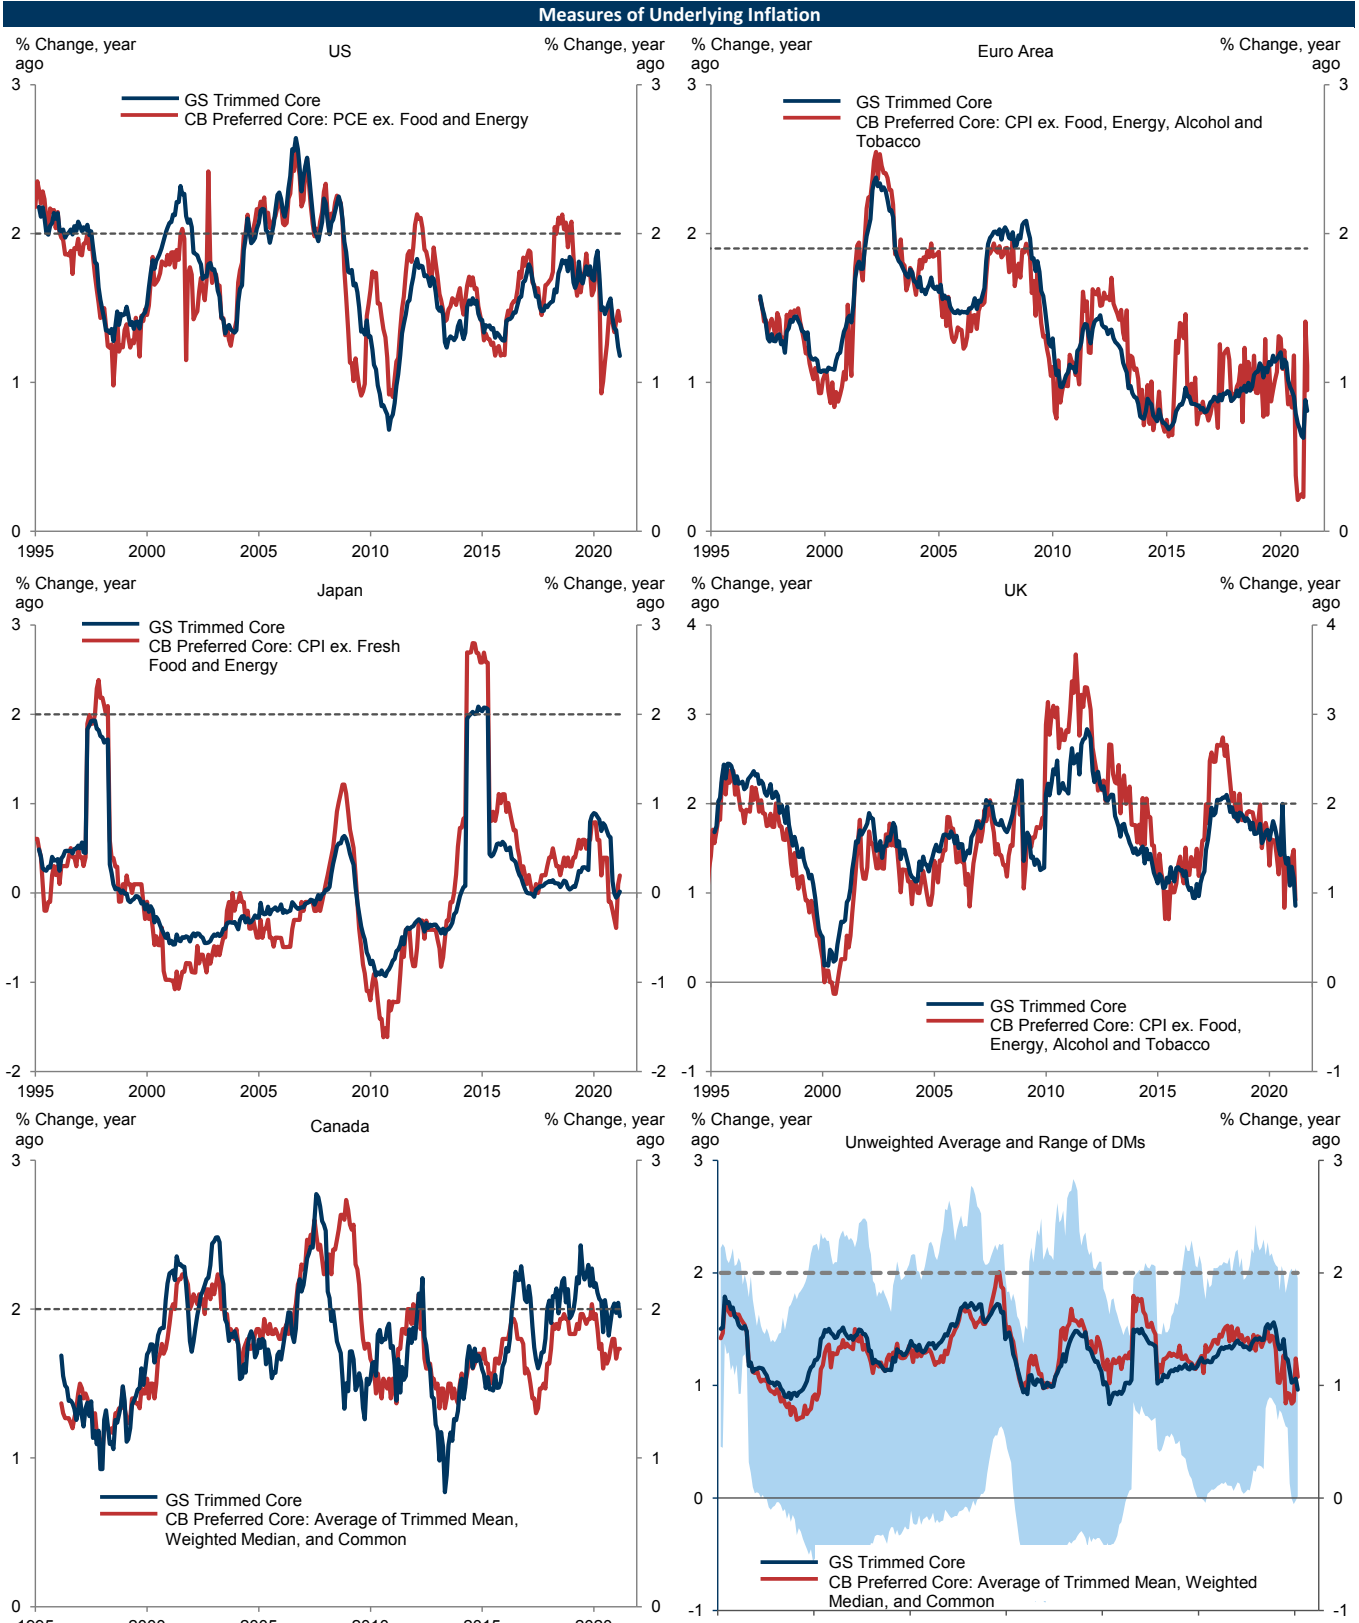 Measures of Underlying Inflation
% Change, year
ago
US
% Change, year
ago
GS Trimmed Core
CB Preferred Core: PCE ex. Food and Energy
3
2
1
0
3
2
1
0
1995 2000 2005 2010 2015 2020
% Change, year
ago
Euro Area
% Change, year
ago
GS Trimmed Core
CB Preferred Core: CPI ex. Food, Energy, Alcohol and
Tobacco
3
2
1
0
3
2
1
0
1995 2000 2005 2010 2015 2020
% Change, year
ago
Japan
% Change, year
ago
GS Trimmed Core
CB Preferred Core: CPI ex. Fresh
Food and Energy
3
2
1
0
-1
-2
3
2
1
0
-1
-2
1995 2000 2005 2010 2015 2020
% Change, year
ago
UK
% Change, year
ago
4
3
2
1
0
-1
4
3
2
1
0
-1
GS Trimmed Core
CB Preferred Core: CPI ex. Food,
Energy, Alcohol and Tobacco
1995 2000 2005 2010 2015 2020
% Change, year
ago
Canada
% Change, year
ago
3
2
1
0
3
2
1
0
GS Trimmed Core
CB Preferred Core: Average of Trimmed Mean,
Weighted Median, and Common
1995 2000 2005 2010 2015 2020
% Change, year
ago
Unweighted Average and Range of DMs
% Change, year
ago
3
2
1
0
-1
3
2
1
0
-1
GS Trimmed Core
CB Preferred Core: Average of Trimmed Mean, Weighted
Median, and Common